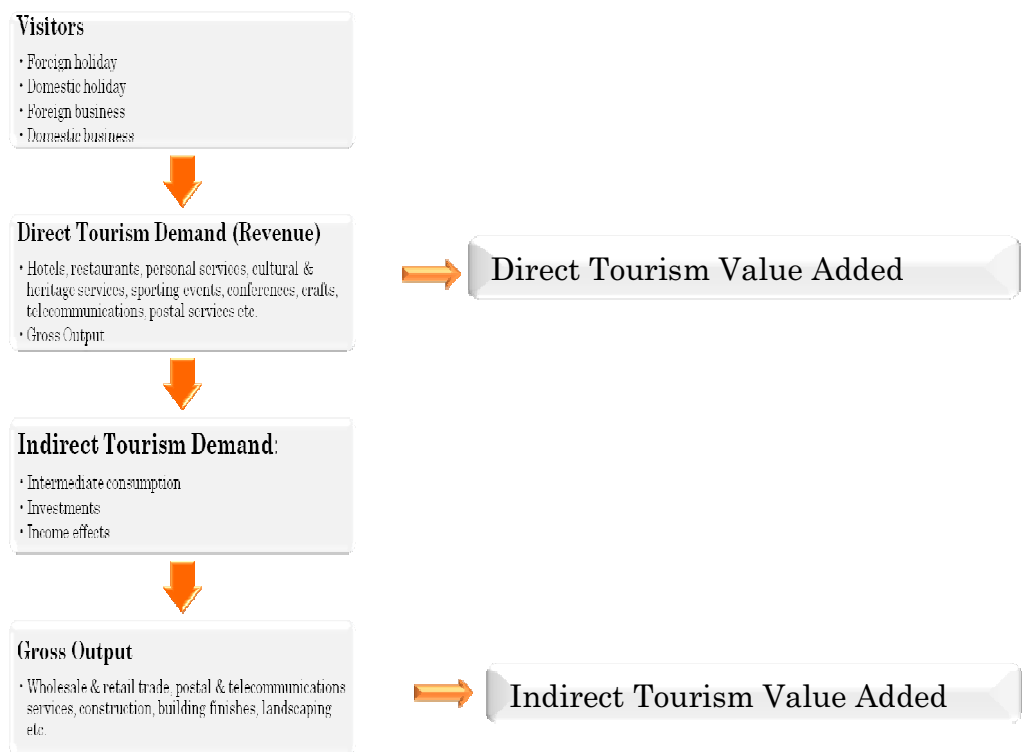 Visitors
• Foreign holiday
• Domestic holiday
• Foreign business
• Domestic business
Direct Tourism Demand (Revenue)
• Hotels, restaurants, personal services, cultural &
heritage services, sporting events, conferences, crafts,
telecommunications, postal services etc.
• Gross Output
Direct Tourism Value Added
Indirect Tourism Demand:
• Intermediate consumption
• Investments
• Income effects
Gross Output
• Wholesale & retail trade, postal & telecommunications
services, construction, building finishes, landscaping
etc.
Indirect Tourism Value Added